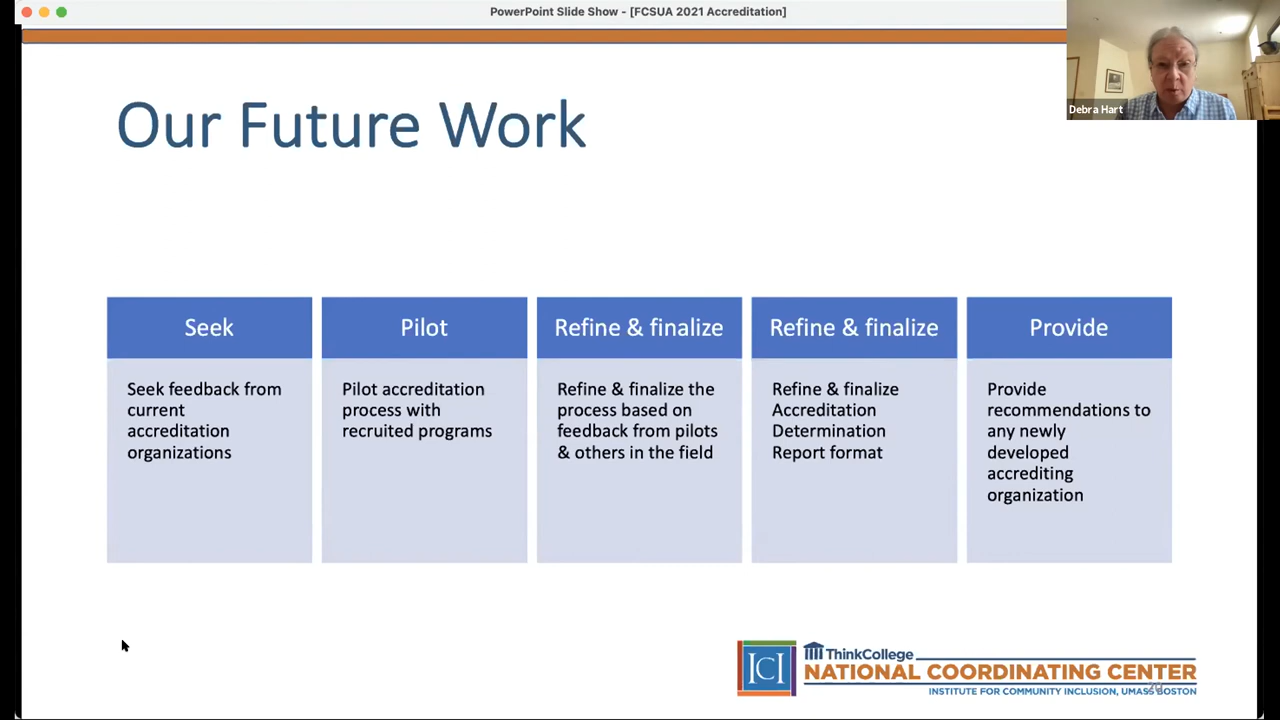 PowerPoint Slide Show - [FCSUA 2021 Accreditation]
Debra Hart
Our Future Work
Seek
Seek feedback from
current
accreditation
organizations
Pilot
Pilot accreditation
process with
recruited programs
Refine & finalize
Refine & finalize the
process based on
feedback from pilots
& others in the field
Refine & finalize
Refine & finalize
Accreditation
Determination
Report format
Provide
Provide
recommendations to
any newly
developed
accrediting
organization
ICI
ThinkCollege
NATIONAL COORDINATING CENTER
INSTITUTE FOR COMMUNITY INCLUSION, UMASS BOSTON